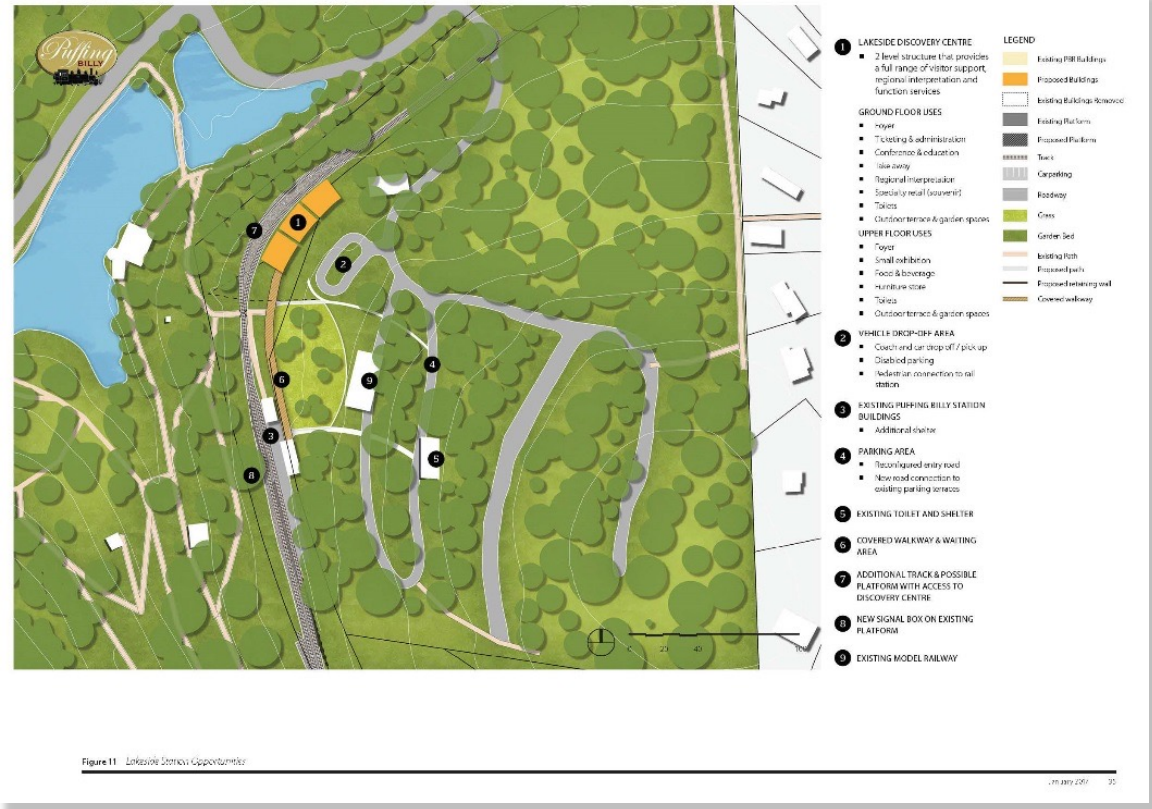 Puffing
BILLY
1 LAKESIDE DISCOVERY CENTRE
■ 2 level structure that provides
a full range of visitor support,
regional interpretation and
function services
GROUND FLOOR USES
■ Foyer
■ Ticketing & administration
■ Conference & education
■ Take away
■ Regional interpretation
■ Specialty retail (souvenir)
■ Toilets
■ Outdoor terrace & garden spaces
UPPER FLOOR USES
■ Foyer
■ Small exhibition
■ Food & beverage
■ Furniture store
■ Toilets
■ Outdoor terrace & garden spaces
2 VEHICLE DROP-OFF AREA
■ Coach and car drop off / pick up
■ Disabled parking
■ Pedestrian connection to rail
station
3 EXISTING PUFFING BILLY STATION
BUILDINGS
■ Additional shelter
4 PARKING AREA
■ Reconfigured entry road
■ New road connection to
existing parking terraces
5 EXISTING TOILET AND SHELTER
6 COVERED WALKWAY & WAITING
AREA
7 ADDITIONAL TRACK & POSSIBLE
PLATFORM WITH ACCESS TO
DISCOVERY CENTRE
8 NEW SIGNAL BOX ON EXISTING
PLATFORM
9 EXISTING MODEL RAILWAY
LEGEND
Existing PBR Buildings
Proposed Buildings
Existing Buildings Removed
Existing Platform
Proposed Platform
Track
Carparking
Roadway
Grass
Garden Bed
Existing Path
Proposed path
Proposed retaining wall
Covered walkway
1
7
2
4
6
9
3
5
8
0 20 40 100
Figure 11 Lakeside Station Opportunities
January 35